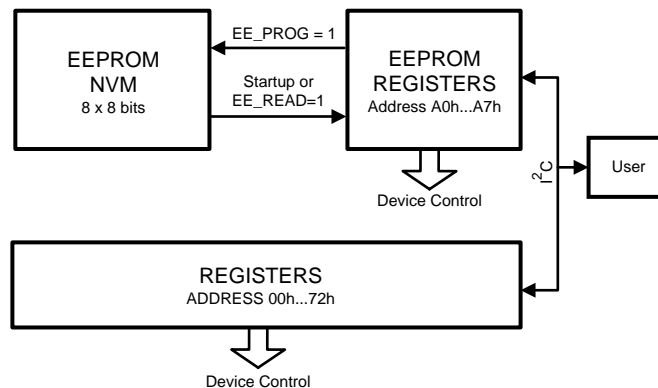 EEPROM
NVM
8 x 8 bits
EE_PROG = 1
Startup or
EE_READ=1
EEPROM
REGISTERS
Address A0h...A7h
Device Control
I²C
User
REGISTERS
ADDRESS 00h...72h
Device Control